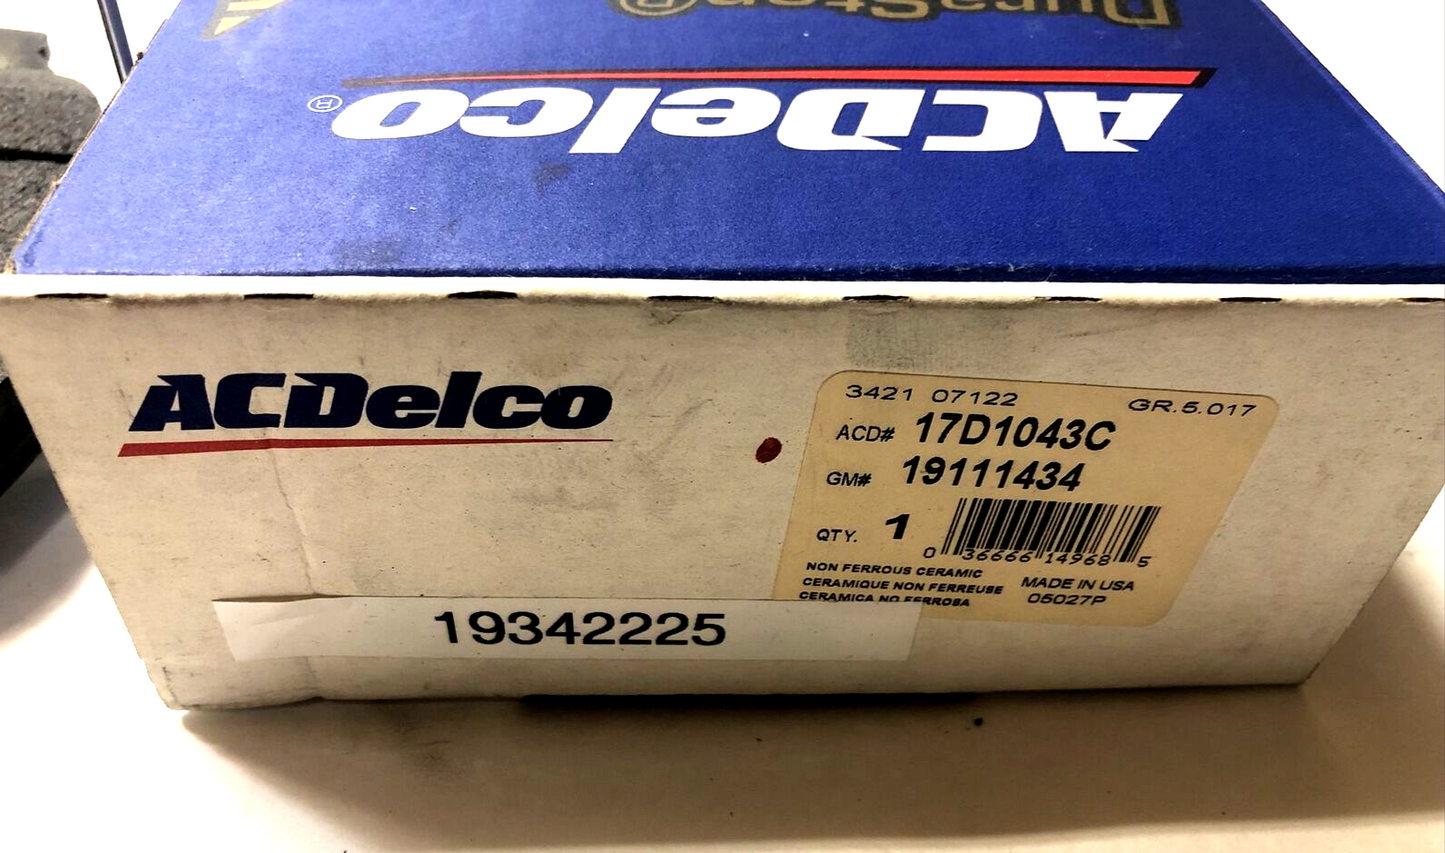 DuraStop®
ACDelco®
ACDelco
3421 07122 GR.5.017
ACD# 17D1043C
GM# 19111434
QTY. 1
0 36666 14968 5
NON FERROUS CERAMIC
CERAMIQUE NON FERREUSE
CERAMICA NO FERROSA
MADE IN USA
05027P
19342225